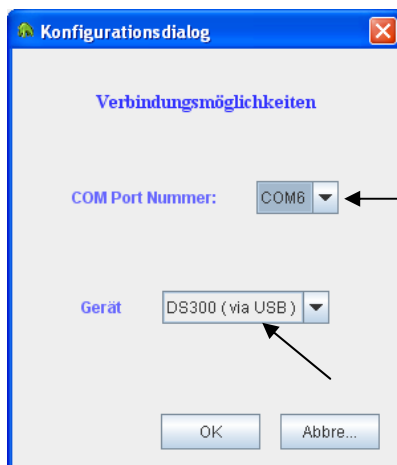 Konfigurationsdialog
Verbindungsmöglichkeiten
COM Port Nummer: COM6
Gerät DS300 ( via USB )
OK Abbre...